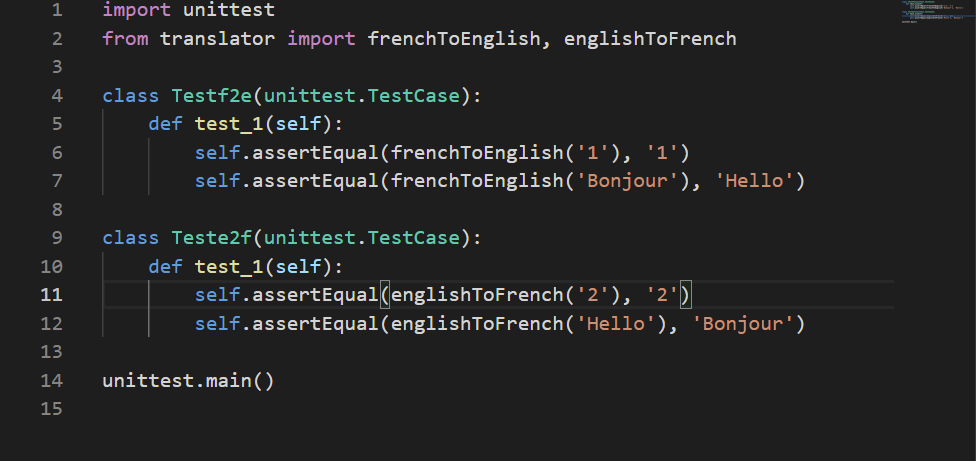 1 import unittest
2 from translator import frenchToEnglish, englishToFrench
3
4 class Testf2e(unittest.TestCase):
5     def test_1(self):
6         self.assertEqual(frenchToEnglish('1'), '1')
7         self.assertEqual(frenchToEnglish('Bonjour'), 'Hello')
8
9 class Teste2f(unittest.TestCase):
10     def test_1(self):
11         self.assertEqual(englishToFrench('2'), '2')
12         self.assertEqual(englishToFrench('Hello'), 'Bonjour')
13
14 unittest.main()
15